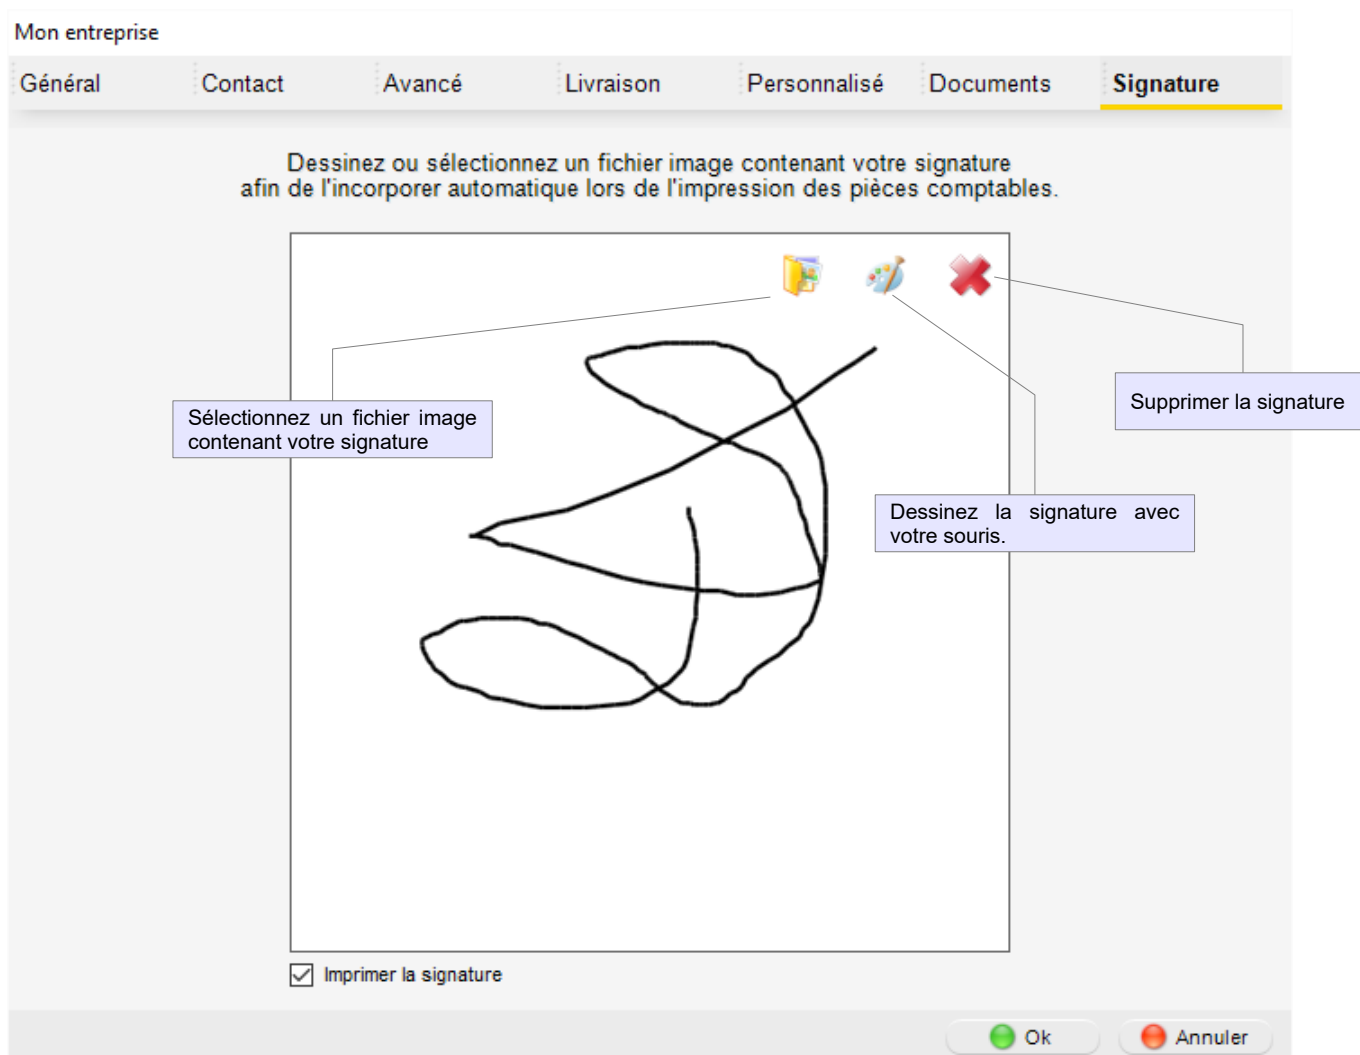 Mon entreprise
Général Contact Avancé Livraison Personnalisé Documents Signature
Dessinez ou sélectionnez un fichier image contenant votre signature
afin de l'incorporer automatique lors de l'impression des pièces comptables.
Sélectionnez un fichier image
contenant votre signature
Supprimer la signature
Dessinez la signature avec
votre souris.
Imprimer la signature
Ok Annuler